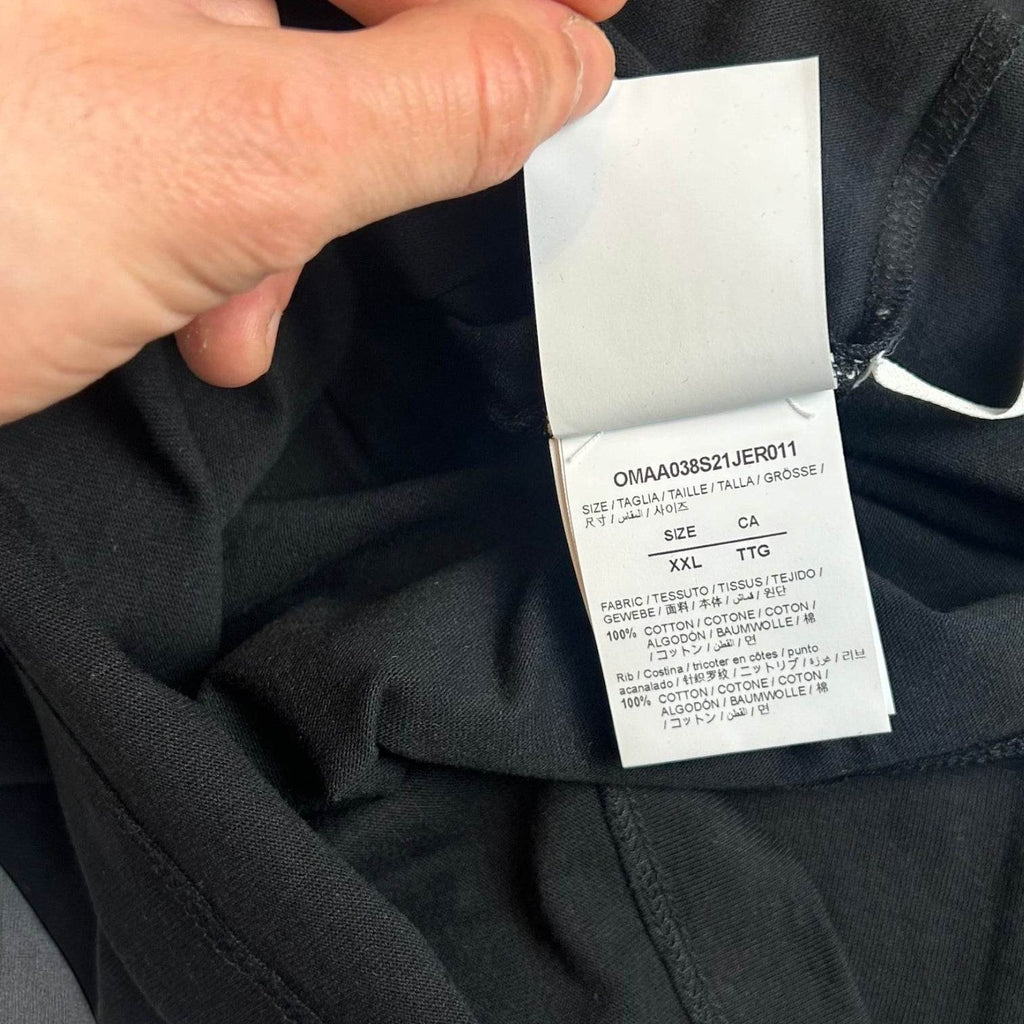 OMAA038S21JER011
SIZE / TAGLIA / TAILLE / TALLA / GRÖSSE /
尺寸 / المقاس / 사이즈
SIZE CA
XXL TTG
FABRIC / TESSUTO / TISSUS / TEJIDO /
GEWEBE / 面料 / 本体 / قماش / 원단
100% COTTON / COTONE / COTON /
ALGODÓN / BAUMWOLLE / 棉
/ コットン / القطن / 면
Rib / Costina / tricoter en côtes / punto
acanalado / 针织罗纹 / ニットリブ / غرزة / 리브
100% COTTON / COTONE / COTON /
ALGODÓN / BAUMWOLLE / 棉
/ コットン / القطن / 면